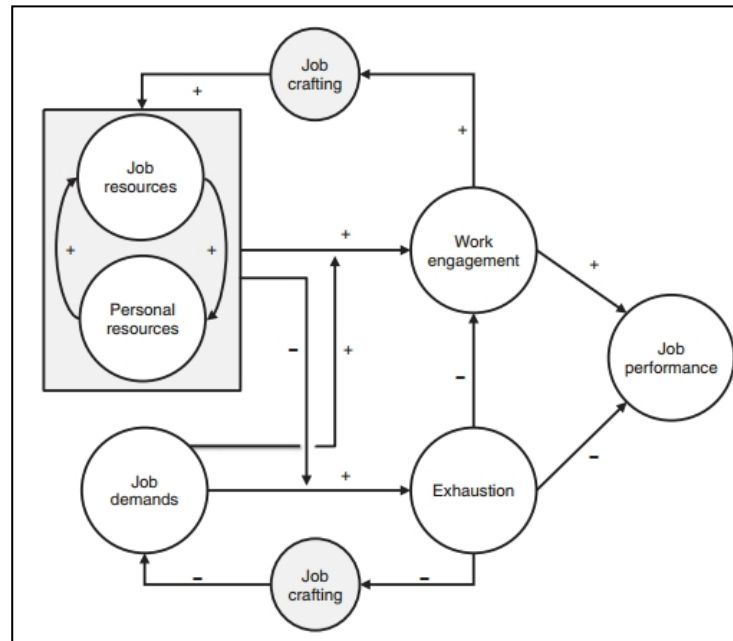 Job
crafting
+
+
Job
resources
+
+
Personal
resources
+
Work
engagement
+
Job
performance
–
+
–
–
Job
demands
+
Exhaustion
–
Job
crafting
–